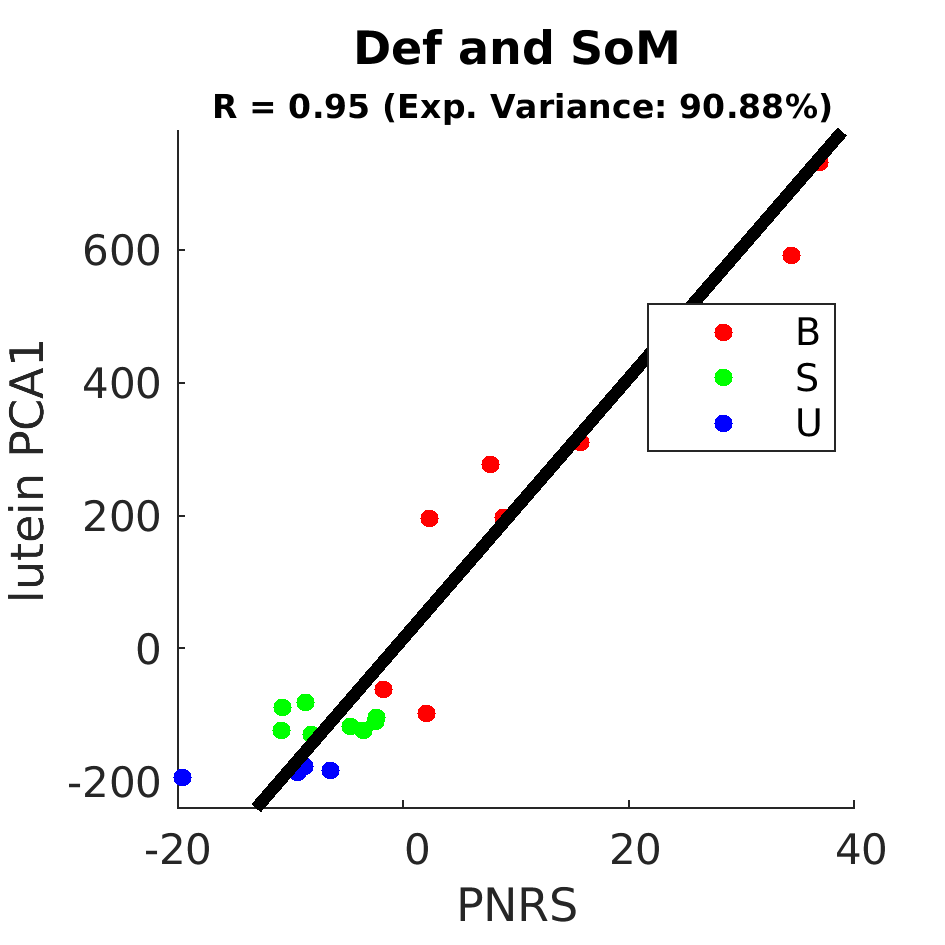 Def and SoM
R = 0.95 (Exp. Variance: 90.88%)
600
400
200
0
-200
lutein PCA1
B
S
U
-20 0 20 40
PNRS